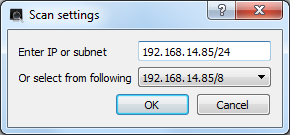 Scan settings
Enter IP or subnet 192.168.14.85/24
Or select from following 192.168.14.85/8
OK Cancel